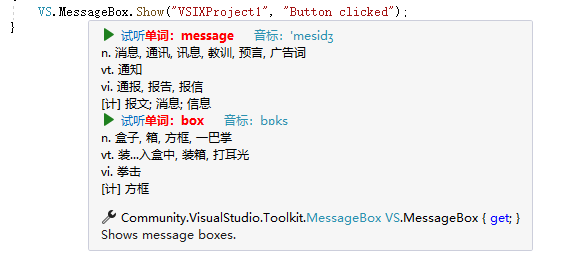 VS.MessageBox.Show("VSIXProject1", "Button clicked");
}
试听单词：message 音标：'mesidʒ
n. 消息, 通讯, 讯息, 教训, 预言, 广告词
vt. 通知
vi. 通报, 报告, 报信
[计] 报文; 消息; 信息
试听单词：box 音标：bɒks
n. 盒子, 箱, 方框, 一巴掌
vt. 装...入盒中, 装箱, 打耳光
vi. 拳击
[计] 方框
Community.VisualStudio.Toolkit.MessageBox VS.MessageBox { get; }
Shows message boxes.